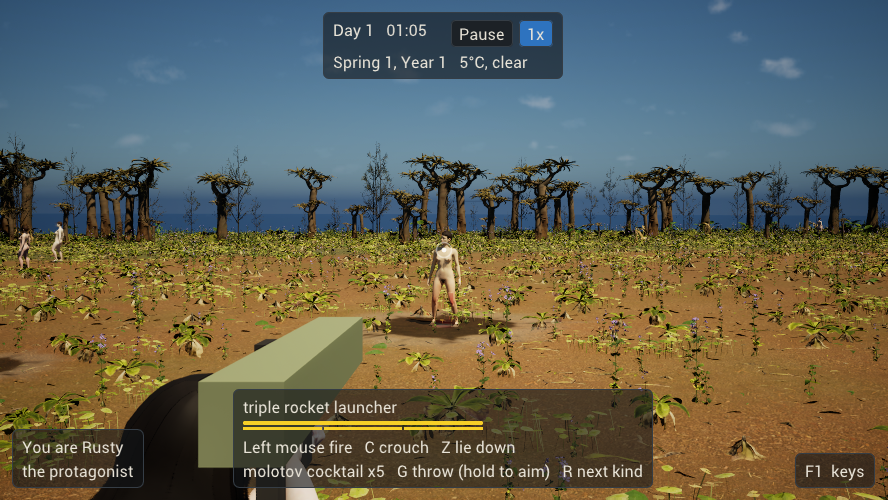 Day 1 01:05 Pause 1x
Spring 1, Year 1 5°C, clear
triple rocket launcher
Left mouse fire C crouch Z lie down
molotov cocktail x5 G throw (hold to aim) R next kind
You are Rusty
the protagonist
F1 keys